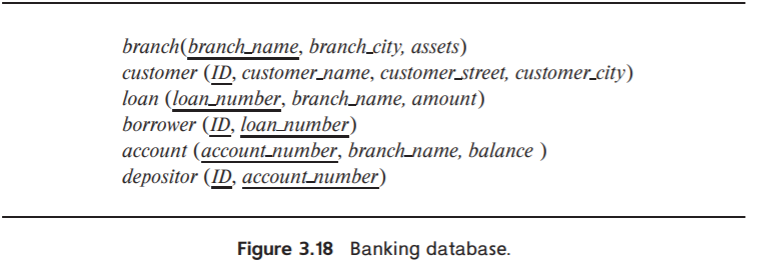 branch(branch_name, branch_city, assets)
customer (ID, customer_name, customer_street, customer_city)
loan (loan_number, branch_name, amount)
borrower (ID, loan_number)
account (account_number, branch_name, balance )
depositor (ID, account_number)
Figure 3.18 Banking database.